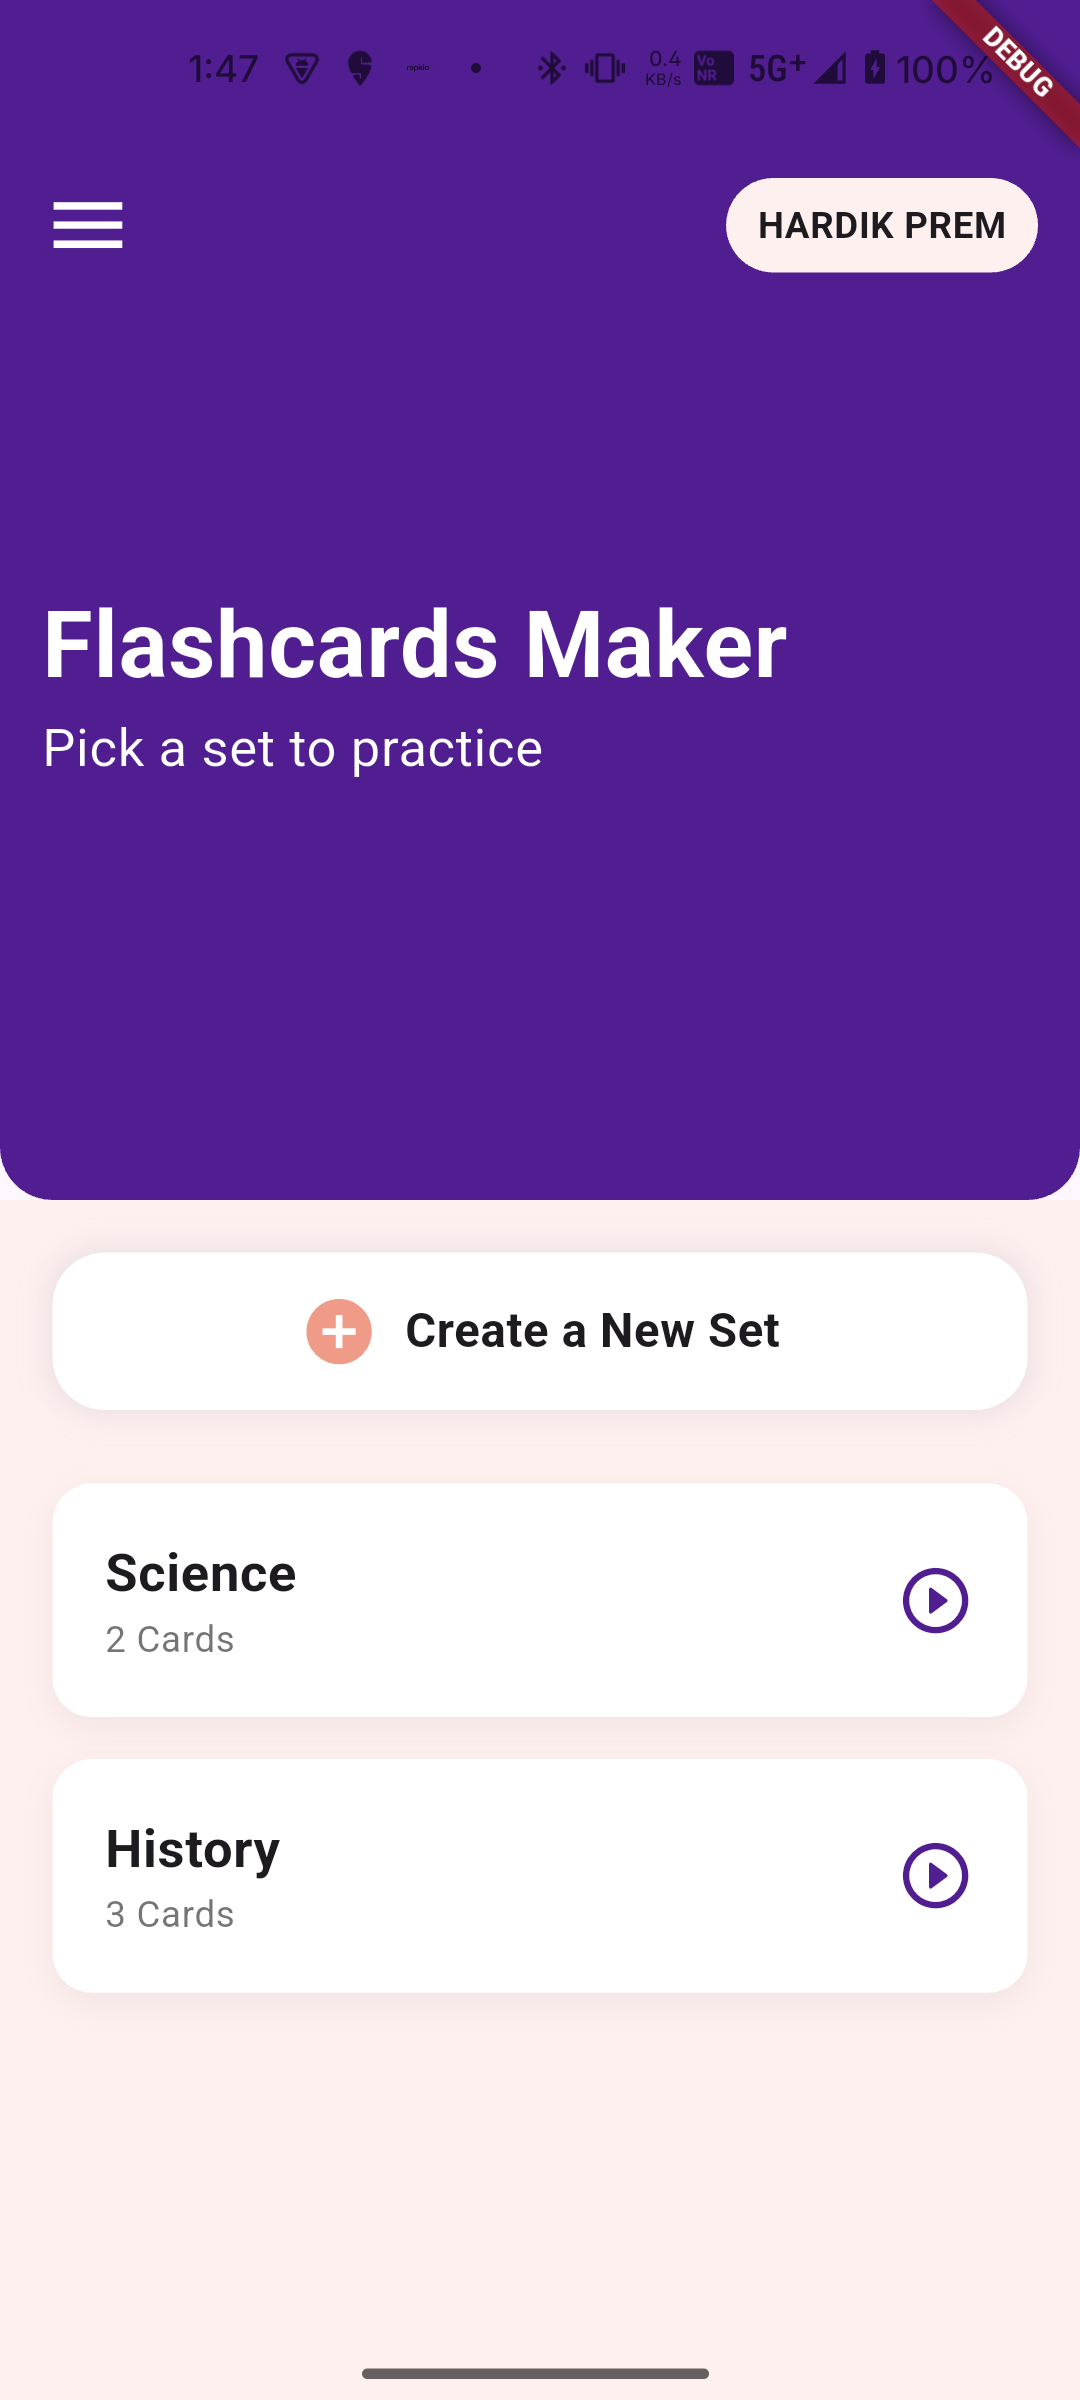 1:47 rapido 0.4 KB/s Vo NR 5G+ 100%
DEBUG
HARDIK PREM
Flashcards Maker
Pick a set to practice
Create a New Set
Science
2 Cards
History
3 Cards